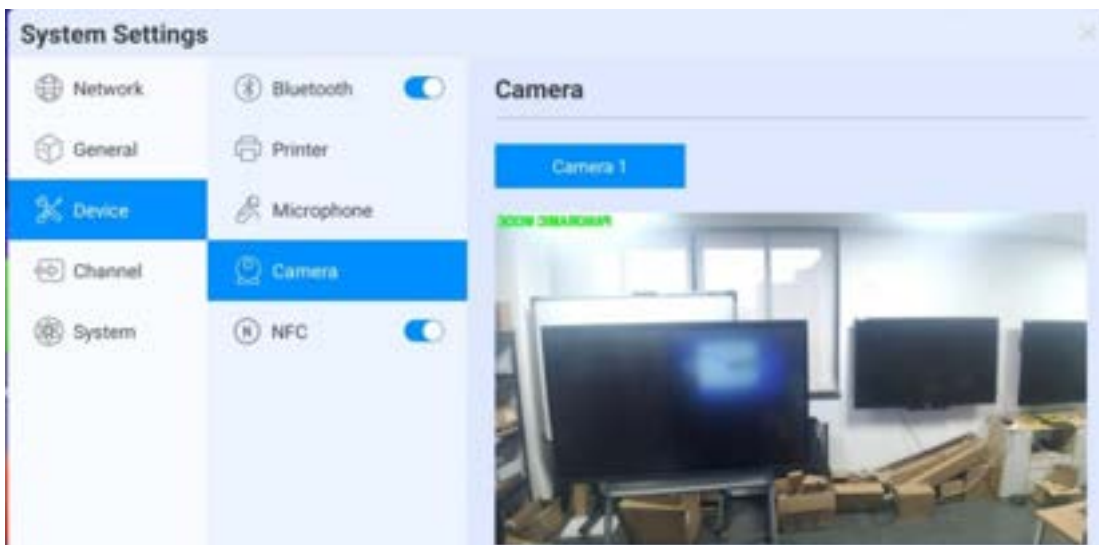 System Settings
Network
General
Device
Channel
System
Bluetooth
Printer
Microphone
Camera
NFC
Camera
Camera 1
PANORAMIC MODE